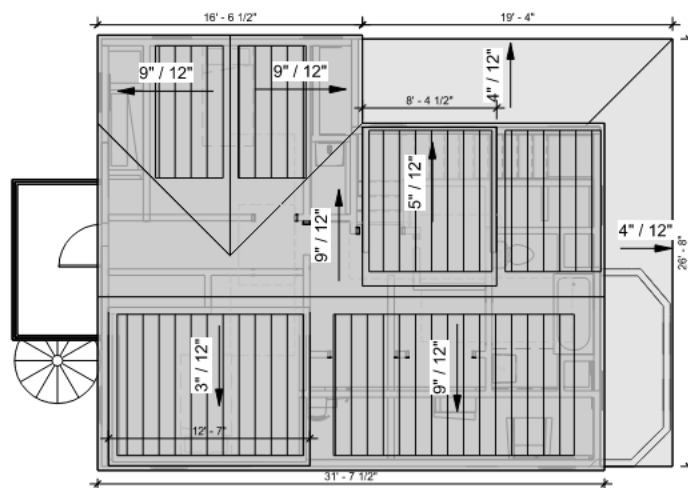 16' - 6 1/2"
19' - 4"
9" / 12"
9" / 12"
4" / 12"
8' - 4 1/2"
5" / 12"
9" / 12"
4" / 12"
26' - 8"
3" / 12"
9" / 12"
12' - 7"
31' - 7 1/2"